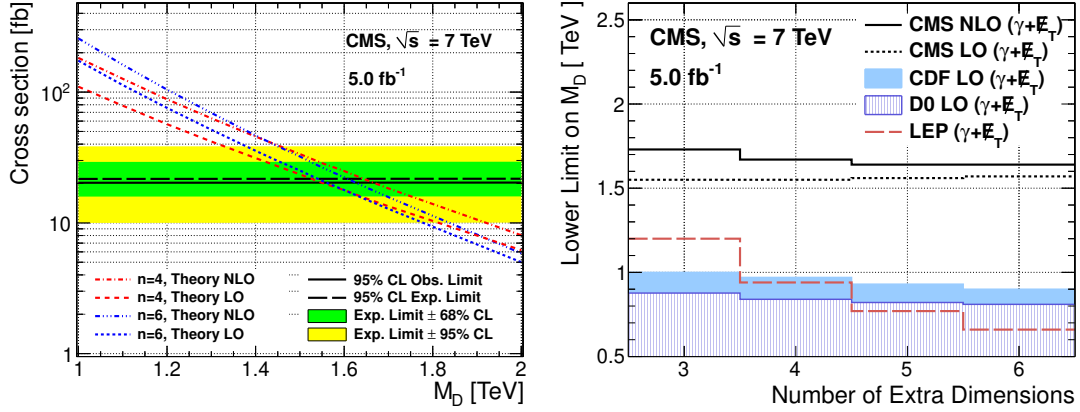 Cross section [fb]
CMS, √s = 7 TeV
5.0 fb⁻¹
10²
10
1
n=4, Theory NLO
n=4, Theory LO
n=6, Theory NLO
n=6, Theory LO
95% CL Obs. Limit
95% CL Exp. Limit
Exp. Limit ± 68% CL
Exp. Limit ± 95% CL
1 1.2 1.4 1.6 1.8 2
M_D [TeV]
Lower Limit on M_D [TeV]
CMS, √s = 7 TeV
5.0 fb⁻¹
CMS NLO (γ+E̸_T)
CMS LO (γ+E̸_T)
CDF LO (γ+E̸_T)
D0 LO (γ+E̸_T)
LEP (γ+E̸_T)
2.5
2
1.5
1
0.5
3 4 5 6
Number of Extra Dimensions